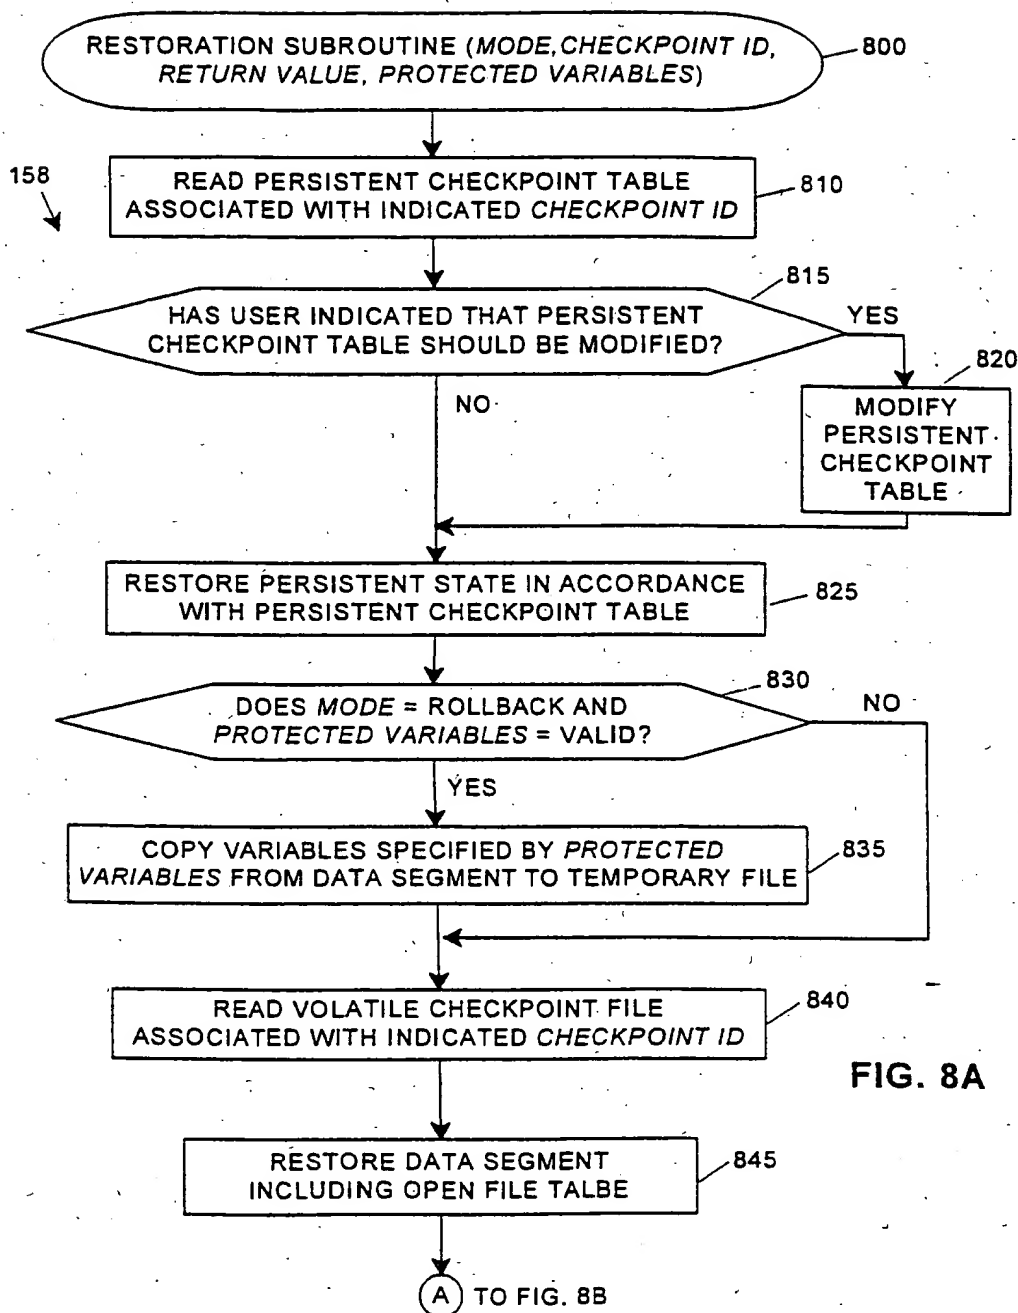 RESTORATION SUBROUTINE (MODE, CHECKPOINT ID,
RETURN VALUE, PROTECTED VARIABLES)
800
158
READ PERSISTENT CHECKPOINT TABLE
ASSOCIATED WITH INDICATED CHECKPOINT ID
810
815
HAS USER INDICATED THAT PERSISTENT
CHECKPOINT TABLE SHOULD BE MODIFIED?
YES
NO
820
MODIFY
PERSISTENT
CHECKPOINT
TABLE
RESTORE PERSISTENT STATE IN ACCORDANCE
WITH PERSISTENT CHECKPOINT TABLE
825
830
DOES MODE = ROLLBACK AND
PROTECTED VARIABLES = VALID?
NO
YES
COPY VARIABLES SPECIFIED BY PROTECTED
VARIABLES FROM DATA SEGMENT TO TEMPORARY FILE
835
READ VOLATILE CHECKPOINT FILE
ASSOCIATED WITH INDICATED CHECKPOINT ID
840
FIG. 8A
RESTORE DATA SEGMENT
INCLUDING OPEN FILE TALBE
845
A TO FIG. 8B